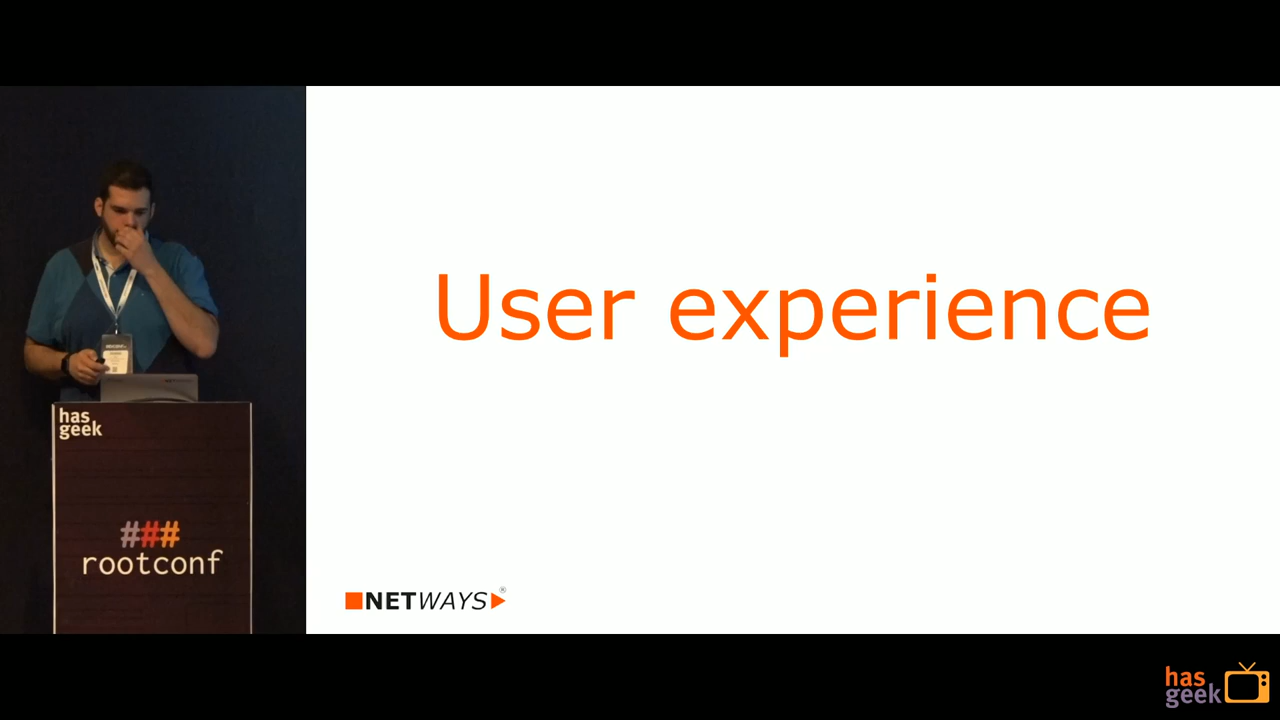 has
geek
###
rootconf
User experience
NETWAYS®
has
geek